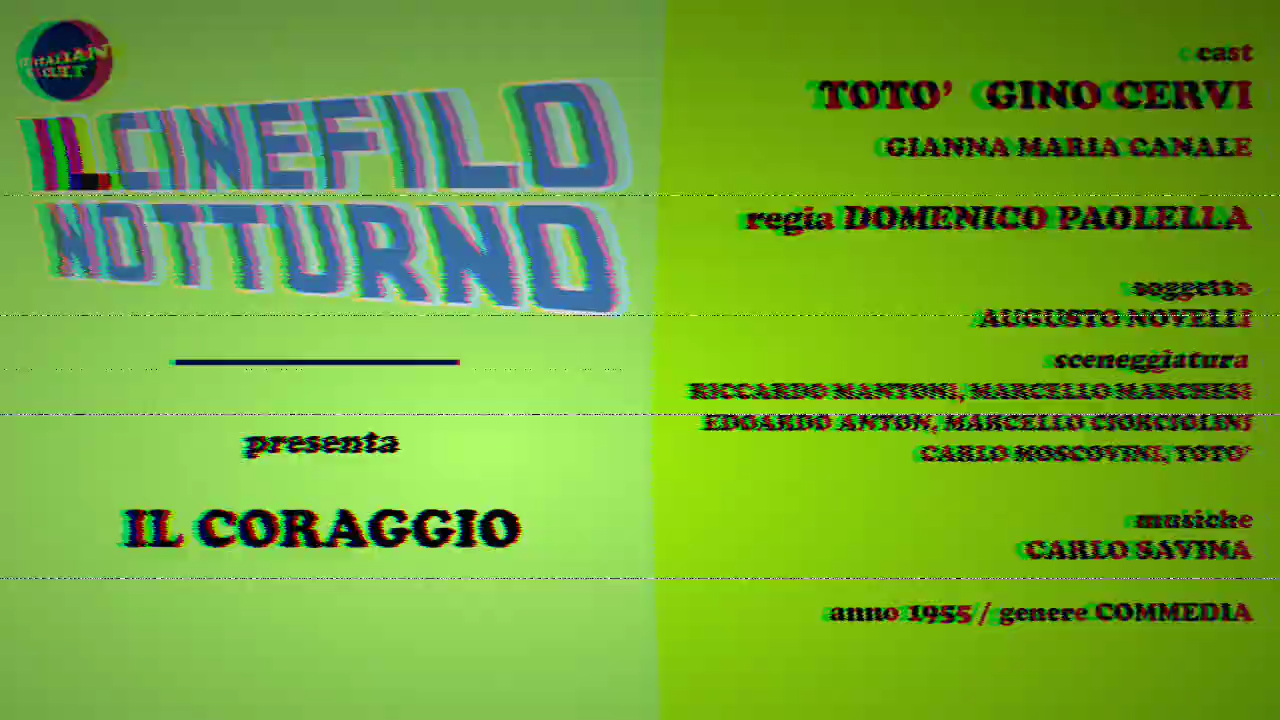 ITALIAN
CULT
IL CINEFILO
NOTTURNO
presenta
IL CORAGGIO
cast
TOTO' GINO CERVI
GIANNA MARIA CANALE
regia DOMENICO PAOLELLA
soggetto
AUGUSTO NOVELLI
sceneggiatura
RICCARDO MANTONI, MARCELLO MARCHESI
EDOARDO ANTON, MARCELLO CIORCIOLINI
CARLO MOSCOVINI, TOTO'
musiche
CARLO SAVINA
anno 1955 / genere COMMEDIA